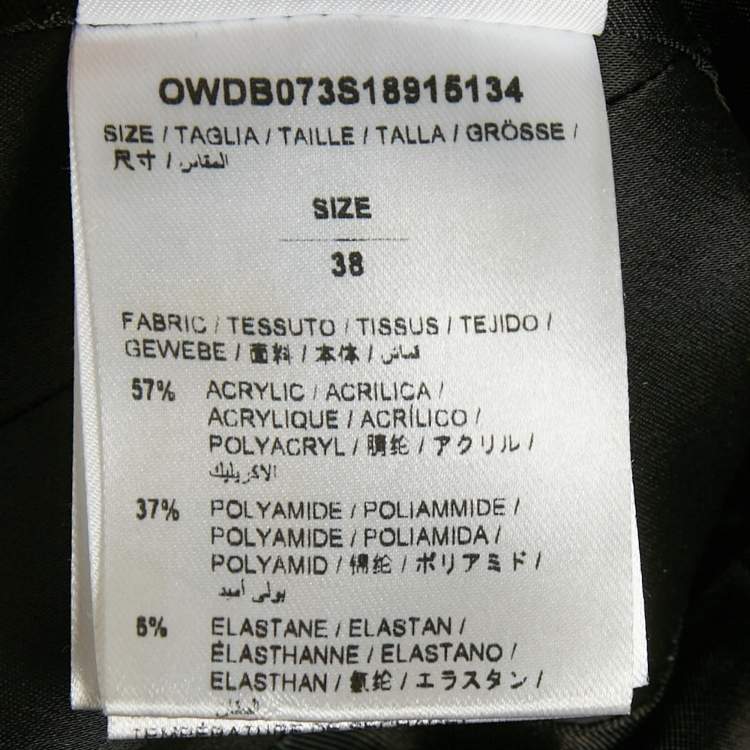 OWDB073S18915134
SIZE / TAGLIA / TAILLE / TALLA / GRÖSSE /
尺寸 / المقاس
SIZE
38
FABRIC / TESSUTO / TISSUS / TEJIDO /
GEWEBE / 面料 / 本体 / قماش
57% ACRYLIC / ACRILICA /
ACRYLIQUE / ACRÍLICO /
POLYACRYL / 腈纶 / アクリル /
الاكريليك
37% POLYAMIDE / POLIAMMIDE /
POLYAMIDE / POLIAMIDA /
POLYAMID / 锦纶 / ポリアミド /
بولي أميد
6% ELASTANE / ELASTAN /
ÉLASTHANNE / ELASTANO /
ELASTHAN / 氨纶 / エラスタン /